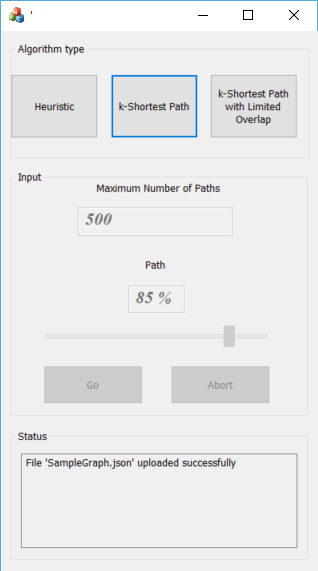 '
Algorithm type
Heuristic
k-Shortest Path
k-Shortest Path
with Limited
Overlap
Input
Maximum Number of Paths
500
Path
85 %
Go
Abort
Status
File 'SampleGraph.json' uploaded successfully